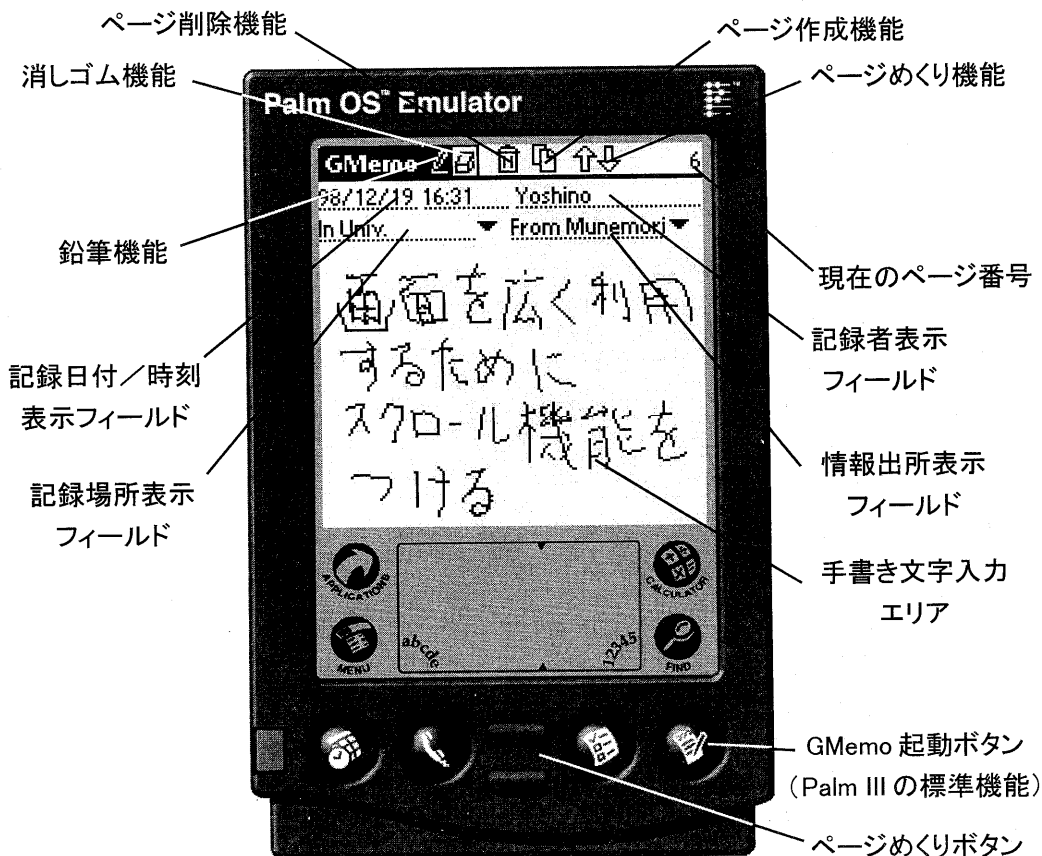 ページ削除機能
ページ作成機能
消しゴム機能
ページめくり機能
Palm OS™ Emulator
GMemo
6
98/12/19 16:31
Yoshino
In Univ.
From Munemori
鉛筆機能
現在のページ番号
画面を広く利用
するために
スクロール機能を
つける
記録者表示
フィールド
記録日付／時刻
表示フィールド
情報出所表示
フィールド
記録場所表示
フィールド
手書き文字入力
エリア
APPLICATIONS
CALCULATOR
MENU
abcde
12345
FIND
GMemo 起動ボタン
（Palm III の標準機能）
ページめくりボタン